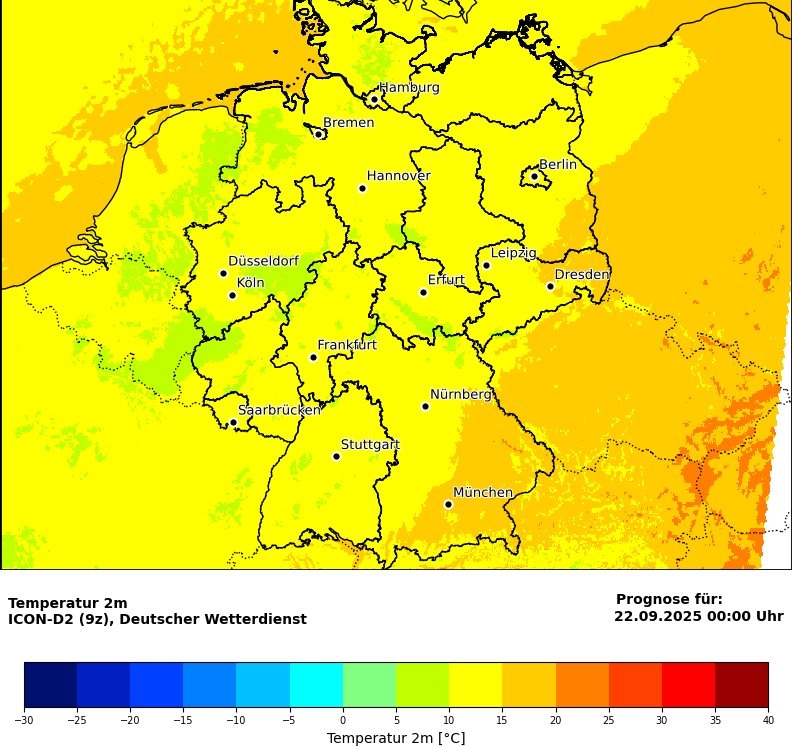 Hamburg
Bremen
Berlin
Hannover
Leipzig
Düsseldorf
Dresden
Erfurt
Köln
Frankfurt
Nürnberg
Saarbrücken
Stuttgart
München
Temperatur 2m
ICON-D2 (9z), Deutscher Wetterdienst
Prognose für:
22.09.2025 00:00 Uhr
−30 −25 −20 −15 −10 −5 0 5 10 15 20 25 30 35 40
Temperatur 2m [°C]